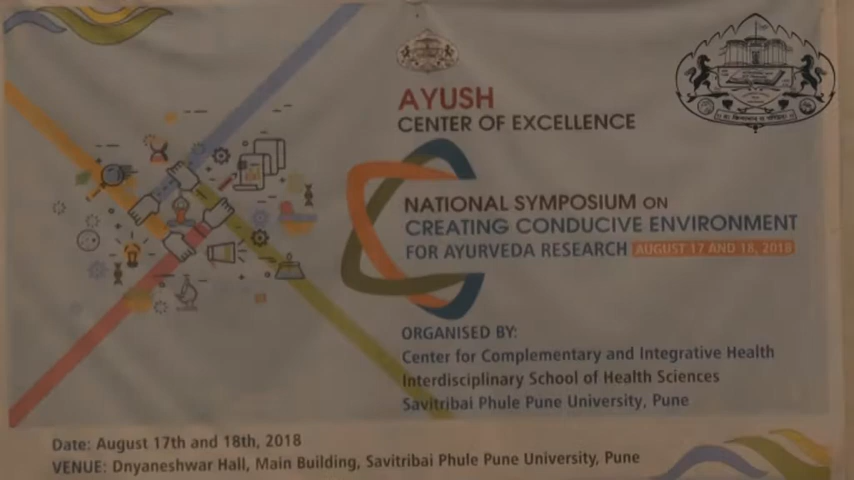 AYUSH
CENTER OF EXCELLENCE
NATIONAL SYMPOSIUM ON
CREATING CONDUCIVE ENVIRONMENT
FOR AYURVEDA RESEARCH AUGUST 17 AND 18, 2018
ORGANISED BY:
Center for Complementary and Integrative Health
Interdisciplinary School of Health Sciences
Savitribai Phule Pune University, Pune
Date: August 17th and 18th, 2018
VENUE: Dnyaneshwar Hall, Main Building, Savitribai Phule Pune University, Pune